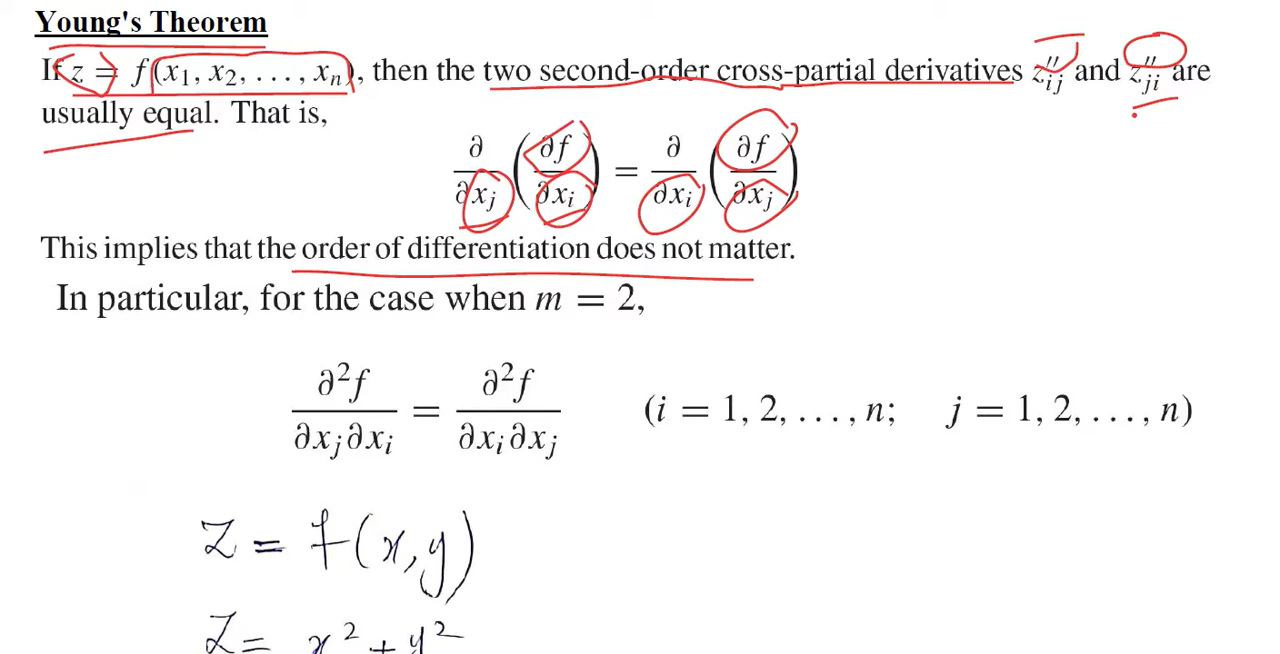 Young's Theorem
If z = f(x₁, x₂, . . . , xₙ), then the two second-order cross-partial derivatives z″ᵢⱼ and z″ⱼᵢ are
usually equal. That is,
∂/∂xⱼ (∂f/∂xᵢ) = ∂/∂xᵢ (∂f/∂xⱼ)
This implies that the order of differentiation does not matter.
In particular, for the case when m = 2,
∂²f/∂xⱼ∂xᵢ = ∂²f/∂xᵢ∂xⱼ (i = 1, 2, . . . , n; j = 1, 2, . . . , n)
Z = f(x,y)
Z = x² + y²